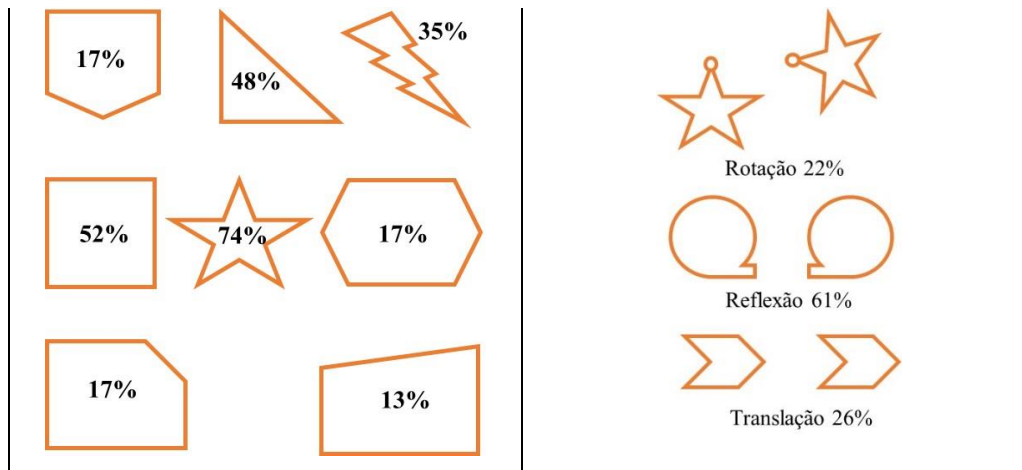 17%
48%
35%
52%
74%
17%
17%
13%
Rotação 22%
Reflexão 61%
Translação 26%